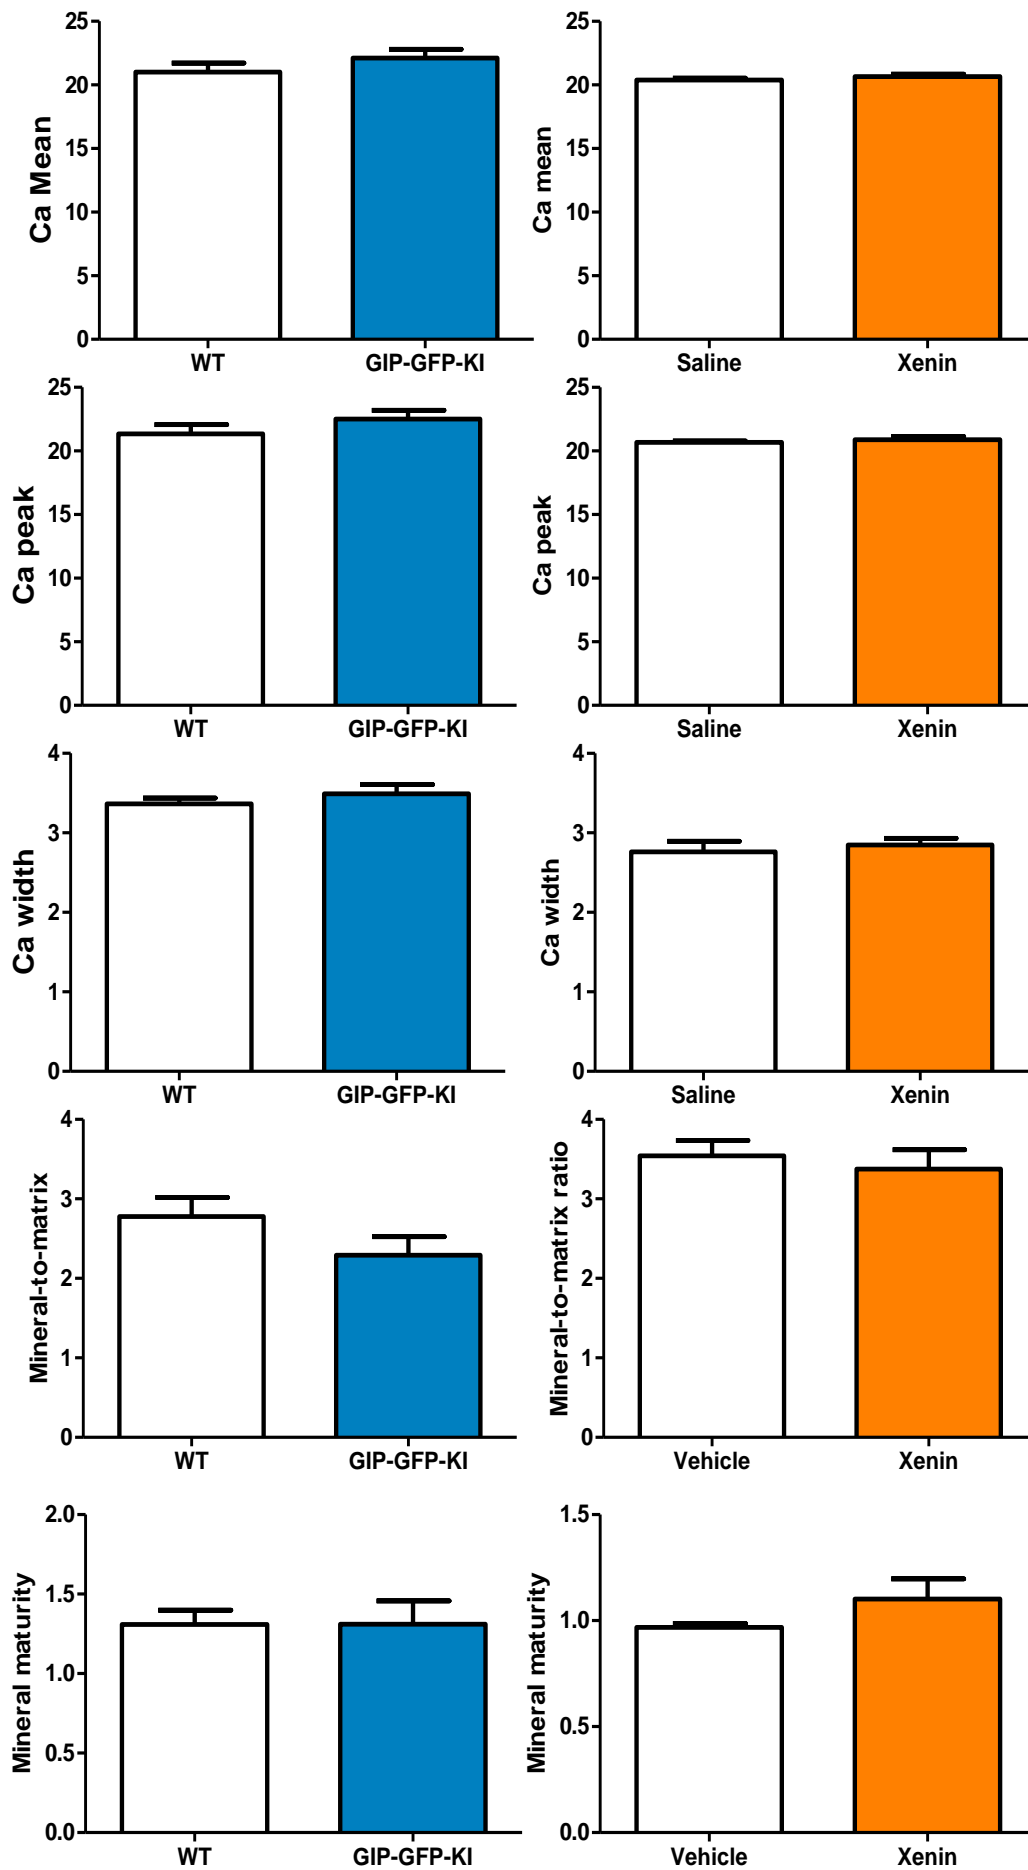 Ca Mean
25
20
15
10
5
0
WT GIP-GFP-KI
Ca mean
25
20
15
10
5
0
Saline Xenin
Ca peak
25
20
15
10
5
0
WT GIP-GFP-KI
Ca peak
25
20
15
10
5
0
Saline Xenin
Ca width
4
3
2
1
0
WT GIP-GFP-KI
Ca width
4
3
2
1
0
Saline Xenin
Mineral-to-matrix
4
3
2
1
0
WT GIP-GFP-KI
Mineral-to-matrix ratio
4
3
2
1
0
Vehicle Xenin
Mineral maturity
2.0
1.5
1.0
0.5
0.0
WT GIP-GFP-KI
Mineral maturity
1.5
1.0
0.5
0.0
Vehicle Xenin